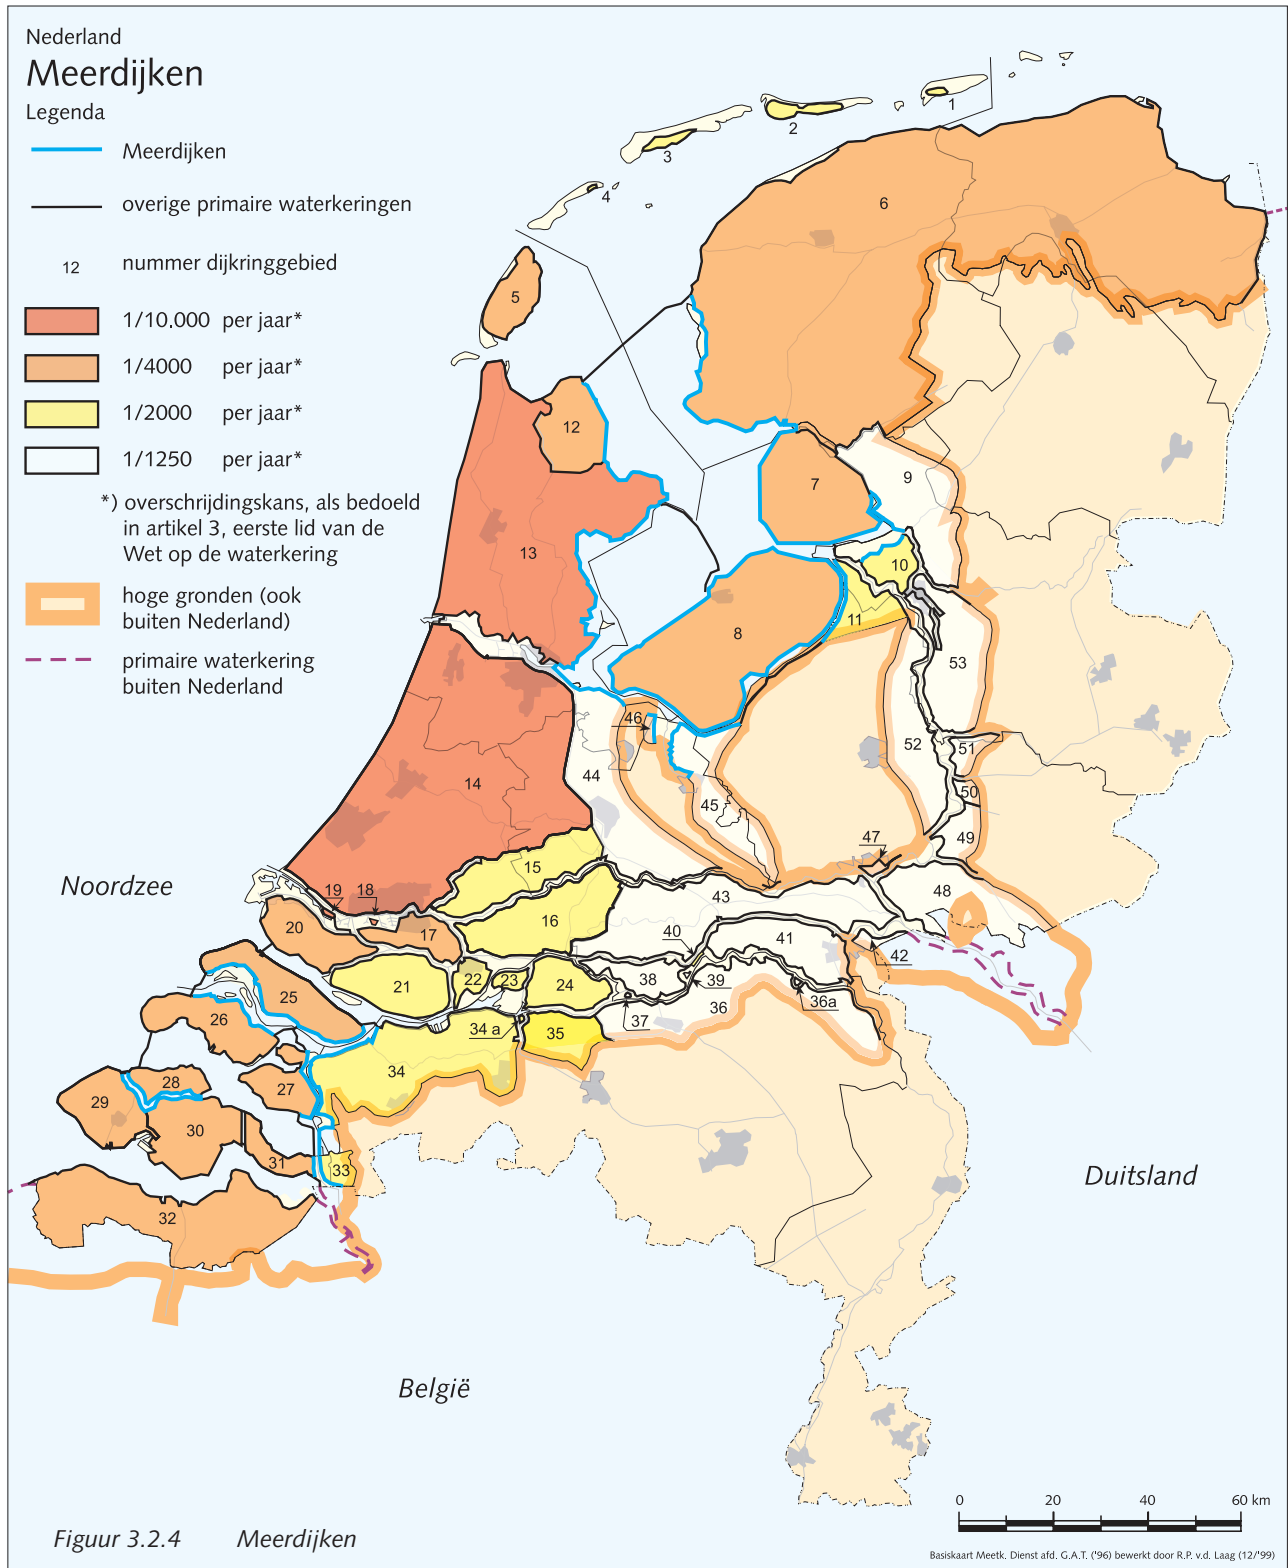 Nederland
Meerdijken
Legenda
Meerdijken
overige primaire waterkeringen
12 nummer dijkringgebied
1/10.000 per jaar*
1/4000 per jaar*
1/2000 per jaar*
1/1250 per jaar*
*) overschrijdingskans, als bedoeld
in artikel 3, eerste lid van de
Wet op de waterkering
hoge gronden (ook
buiten Nederland)
primaire waterkering
buiten Nederland
1
2
3
4
5
6
7
8
9
10
11
12
13
14
15
16
17
18
19
20
21
22
23
24
25
26
27
28
29
30
31
32
33
34
34 a
35
36
36a
37
38
39
40
41
42
43
44
45
46
47
48
49
50
51
52
53
Noordzee
Duitsland
België
0 20 40 60 km
Figuur 3.2.4 Meerdijken
Basiskaart Meetk. Dienst afd. G.A.T. ('96) bewerkt door R.P. v.d. Laag (12/'99)